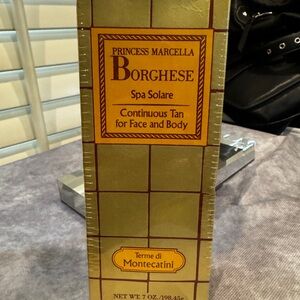 PRINCESS MARCELLA
BORGHESE
Spa Solare
Continuous Tan
for Face and Body
Terme di
Montecatini
NET WT 7 OZ./198.45g